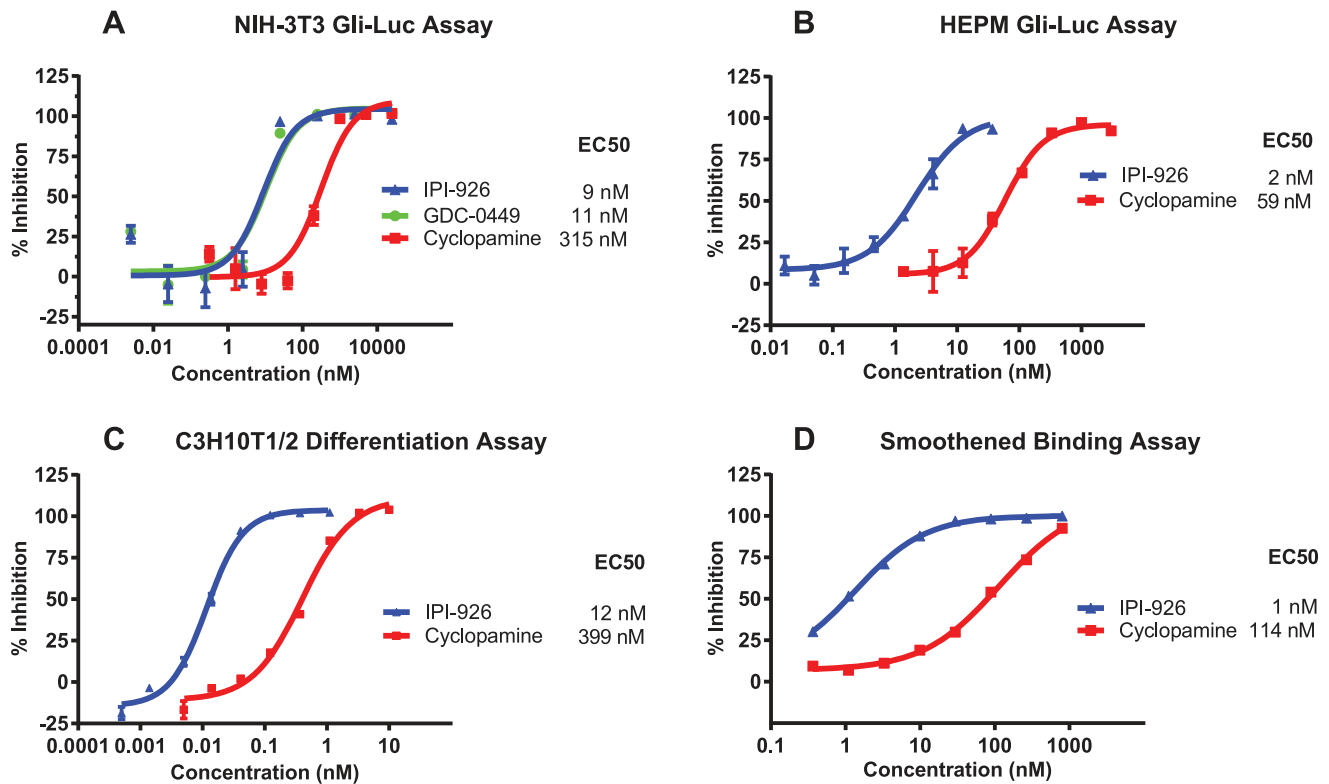 A NIH-3T3 Gli-Luc Assay
125
100
75
50
25
0
-25
% Inhibition
0.0001 0.01 1 100 10000
Concentration (nM)
EC50
IPI-926 9 nM
GDC-0449 11 nM
Cyclopamine 315 nM
B HEPM Gli-Luc Assay
125
100
75
50
25
0
-25
% inhibition
0.01 0.1 1 10 100 1000
Concentration (nM)
EC50
IPI-926 2 nM
Cyclopamine 59 nM
C C3H10T1/2 Differentiation Assay
125
100
75
50
25
0
-25
% Inhibition
0.0001 0.001 0.01 0.1 1 10
Concentration (nM)
EC50
IPI-926 12 nM
Cyclopamine 399 nM
D Smoothened Binding Assay
125
100
75
50
25
0
-25
% Inhibition
0.1 1 10 100 1000
Concentration (nM)
EC50
IPI-926 1 nM
Cyclopamine 114 nM